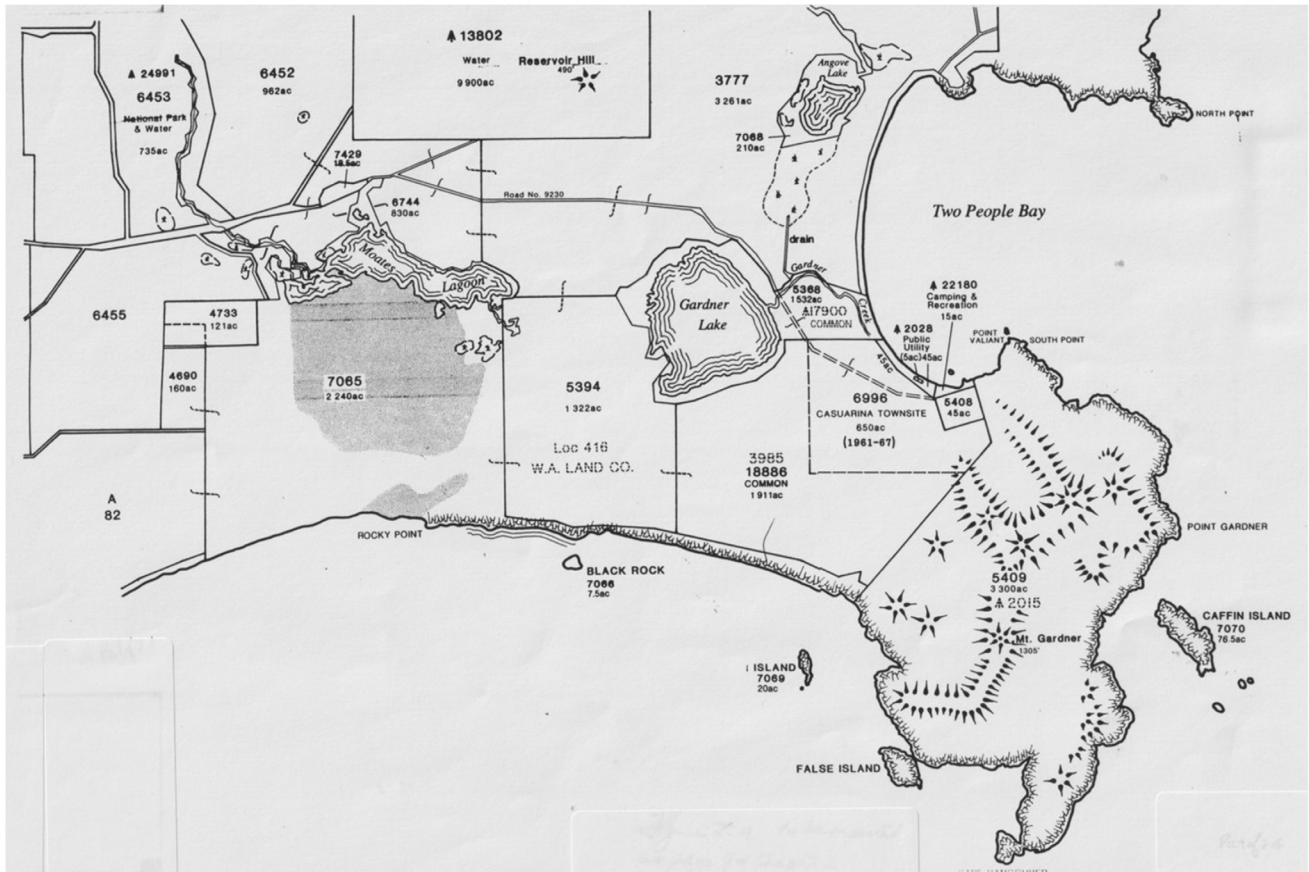 ▲ 13802
Water
9 900ac
Reservoir Hill
490'
▲ 24991
6453
National Park
& Water
735ac
6452
962ac
3777
3 261ac
Angove
Lake
7068
210ac
NORTH POINT
7429
18.5ac
6744
830ac
Road No. 9230
Two People Bay
drain
Moates
Lagoon
Gardner
Lake
Gardner
Creek
5368
1 532ac
17900
COMMON
▲ 22180
Camping &
Recreation
15ac
▲ 2028
Public
Utility
(5ac)45ac
POINT
VALIANT
SOUTH POINT
6455
4733
121ac
4690
160ac
7065
2 240ac
5394
1 322ac
Loc 416
W.A. LAND CO.
45ac
6996
CASUARINA TOWNSITE
650ac
(1961-67)
5408
45ac
3985
18886
COMMON
1 911ac
A
82
ROCKY POINT
POINT GARDNER
BLACK ROCK
7066
7.5ac
5409
3 300ac
▲ 2015
Mt. Gardner
1305'
CAFFIN ISLAND
7070
76.5ac
ISLAND
7069
20ac
FALSE ISLAND